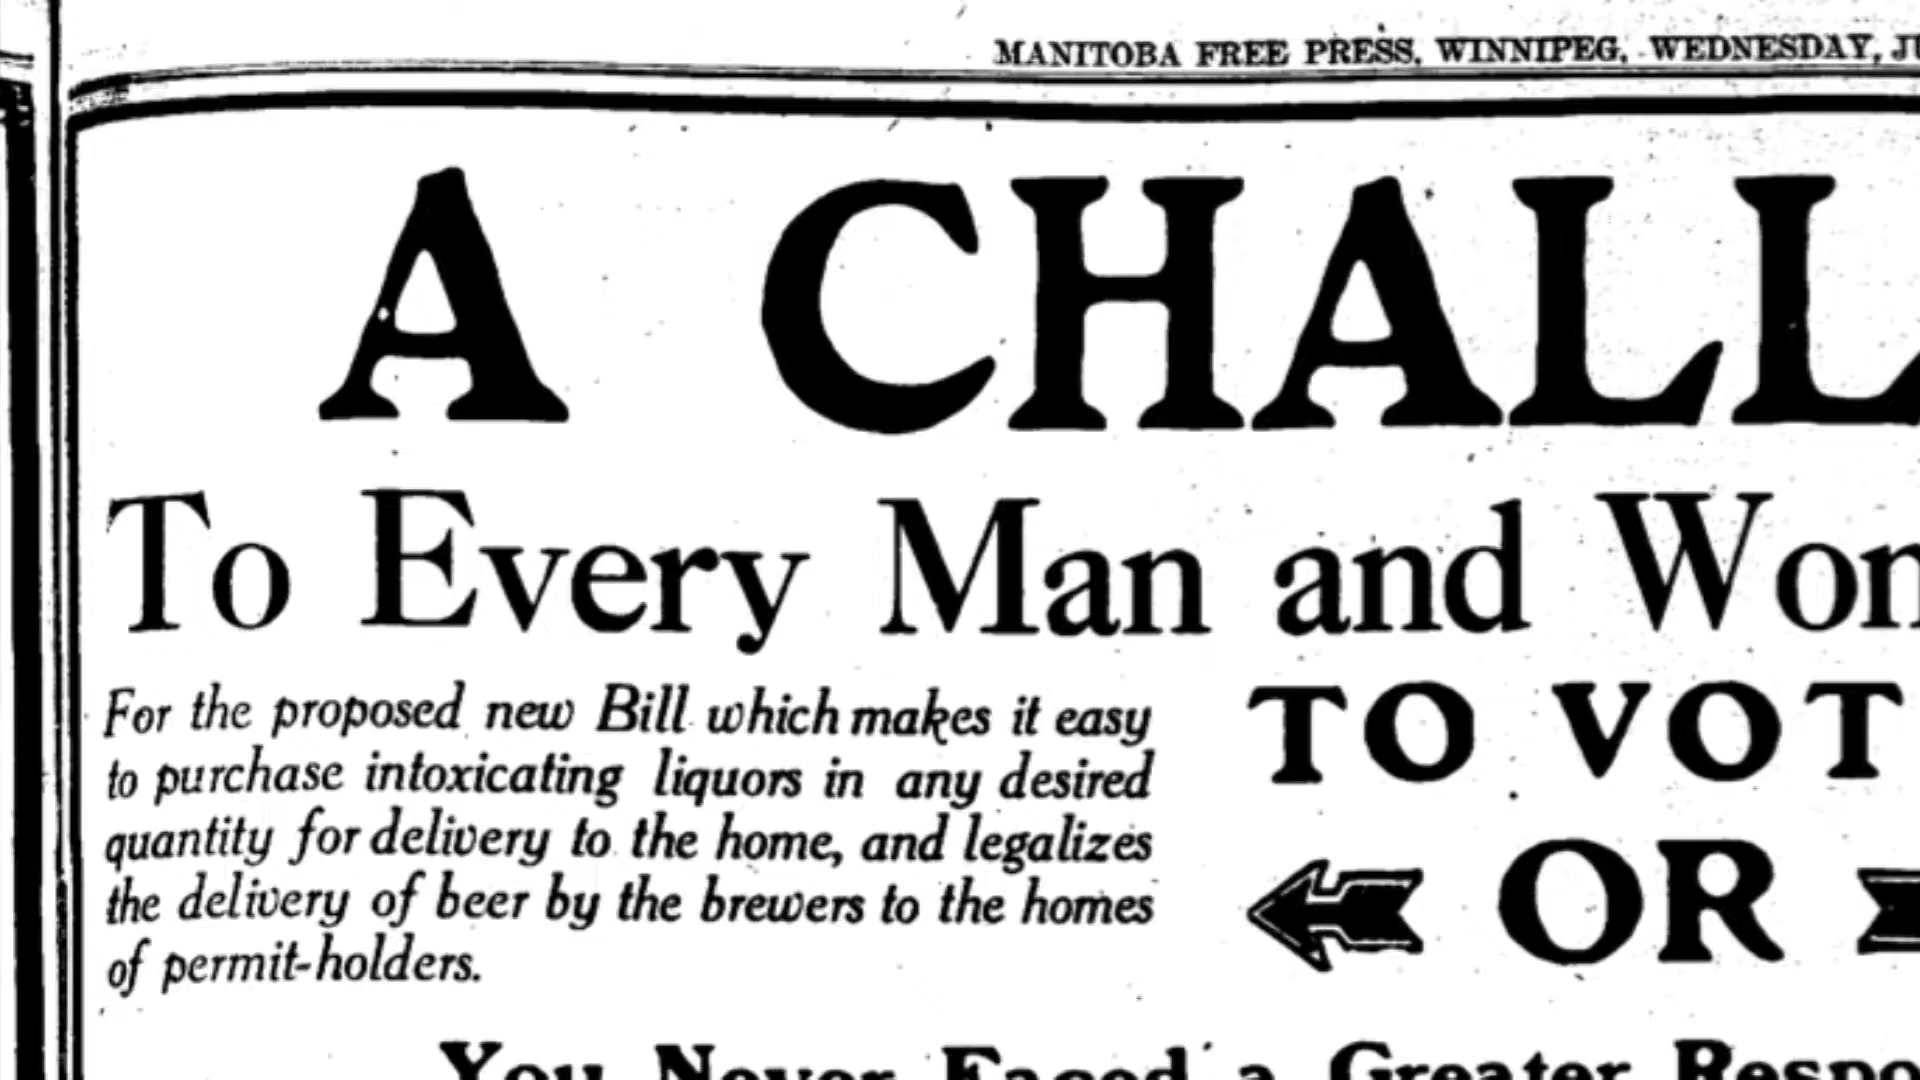 MANITOBA FREE PRESS, WINNIPEG, WEDNESDAY,
A CHALL
To Every Man and Wom
For the proposed new Bill which makes it easy
to purchase intoxicating liquors in any desired
quantity for delivery to the home, and legalizes
the delivery of beer by the brewers to the homes
of permit-holders.
TO VOT
OR
You Never Faced a Greater Respo